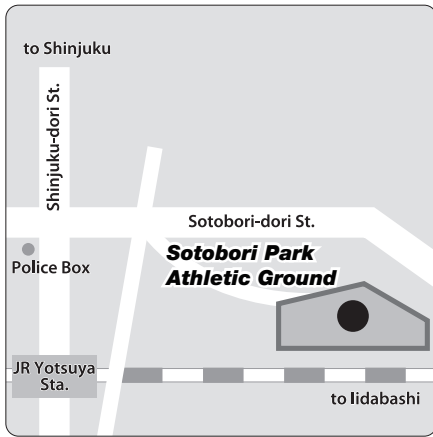 to Shinjuku
Shinjuku-dori St.
Sotobori-dori St.
Sotobori Park
Athletic Ground
Police Box
JR Yotsuya
Sta.
to Iidabashi